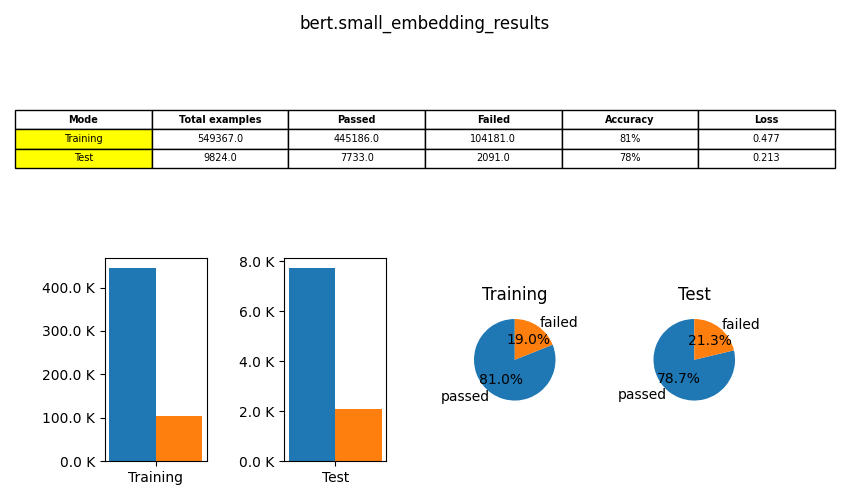 bert.small_embedding_results
Mode Total examples Passed Failed Accuracy Loss
Training 549367.0 445186.0 104181.0 81% 0.477
Test 9824.0 7733.0 2091.0 78% 0.213
400.0 K
300.0 K
200.0 K
100.0 K
0.0 K
Training
8.0 K
6.0 K
4.0 K
2.0 K
0.0 K
Test
Training
failed
19.0%
81.0%
passed
Test
failed
21.3%
78.7%
passed